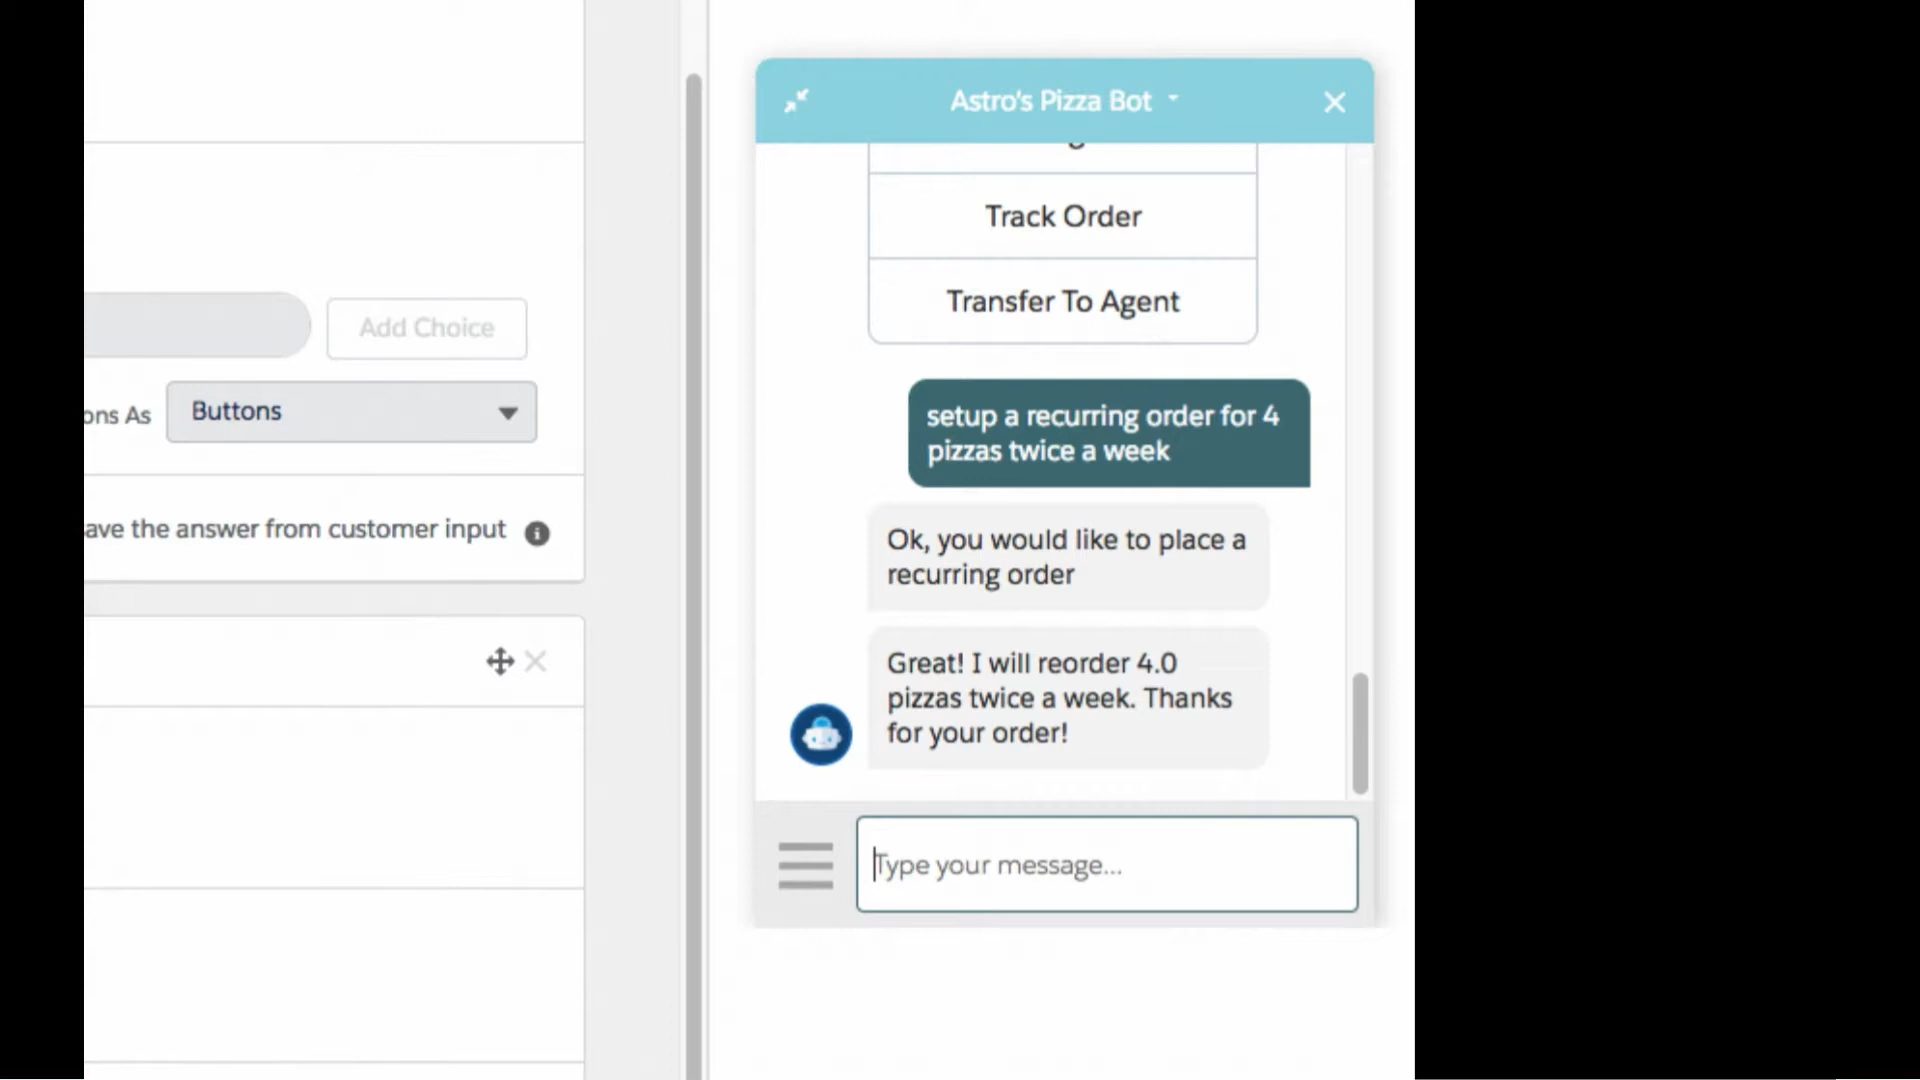 Add Choice
ons As
Buttons
ave the answer from customer input
Astro's Pizza Bot
Track Order
Transfer To Agent
setup a recurring order for 4
pizzas twice a week
Ok, you would like to place a
recurring order
Great! I will reorder 4.0
pizzas twice a week. Thanks
for your order!
Type your message...